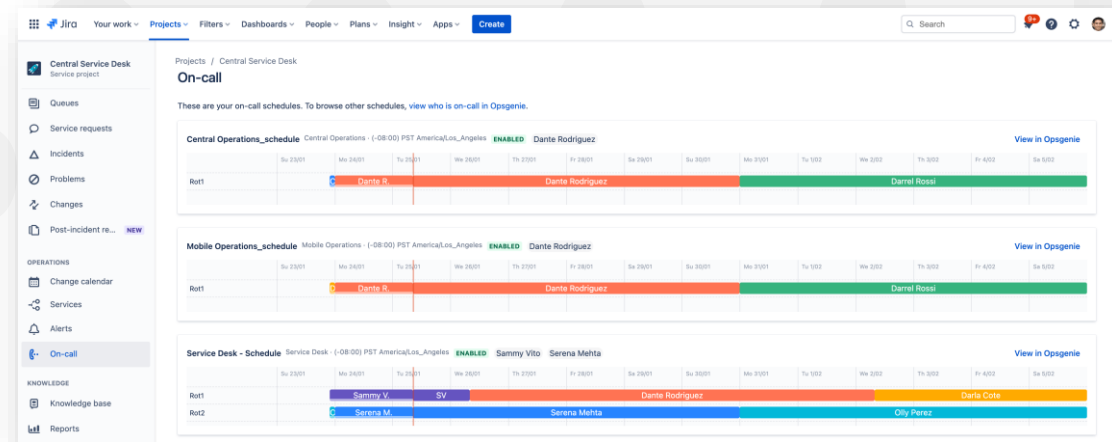 Jira Your work Projects Filters Dashboards People Plans Insight Apps Create Search 9+
Central Service Desk
Service project
Queues
Service requests
Incidents
Problems
Changes
Post-incident re... NEW
OPERATIONS
Change calendar
Services
Alerts
On-call
KNOWLEDGE
Knowledge base
Reports
Projects / Central Service Desk
On-call
These are your on-call schedules. To browse other schedules, view who is on-call in Opsgenie.
Central Operations_schedule Central Operations · (-08:00) PST America/Los_Angeles ENABLED Dante Rodriguez View in Opsgenie
Su 23/01 Mo 24/01 Tu 25/01 We 26/01 Th 27/01 Fr 28/01 Sa 29/01 Su 30/01 Mo 31/01 Tu 1/02 We 2/02 Th 3/02 Fr 4/02 Sa 5/02
Rot1 Dante R. Dante Rodriguez Darrel Rossi
Mobile Operations_schedule Mobile Operations · (-08:00) PST America/Los_Angeles ENABLED Dante Rodriguez View in Opsgenie
Su 23/01 Mo 24/01 Tu 25/01 We 26/01 Th 27/01 Fr 28/01 Sa 29/01 Su 30/01 Mo 31/01 Tu 1/02 We 2/02 Th 3/02 Fr 4/02 Sa 5/02
Rot1 Dante R. Dante Rodriguez Darrel Rossi
Service Desk - Schedule Service Desk · (-08:00) PST America/Los_Angeles ENABLED Sammy Vito Serena Mehta View in Opsgenie
Su 23/01 Mo 24/01 Tu 25/01 We 26/01 Th 27/01 Fr 28/01 Sa 29/01 Su 30/01 Mo 31/01 Tu 1/02 We 2/02 Th 3/02 Fr 4/02 Sa 5/02
Rot1 Sammy V. SV Dante Rodriguez Darla Cote
Rot2 Serena M. Serena Mehta Olly Perez